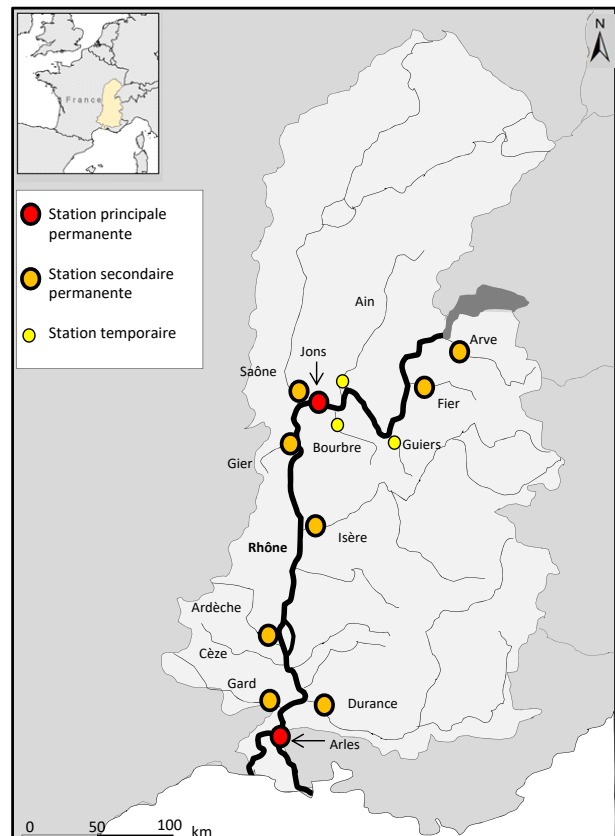 N
France
Station principale
permanente
Station secondaire
permanente
Station temporaire
Ain
Arve
Jons
Saône
Fier
Bourbre
Guiers
Gier
Isère
Rhône
Ardèche
Cèze
Gard
Durance
Arles
0 50 100 km